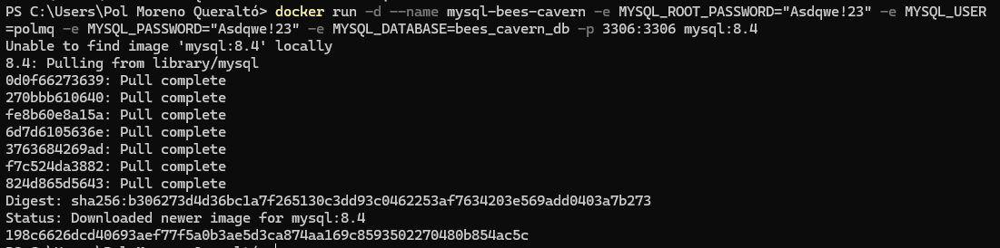 PS C:\Users\Pol Moreno Queraltó> docker run -d --name mysql-bees-cavern -e MYSQL_ROOT_PASSWORD="Asdqwe!23" -e MYSQL_USER
=polmq -e MYSQL_PASSWORD="Asdqwe!23" -e MYSQL_DATABASE=bees_cavern_db -p 3306:3306 mysql:8.4
Unable to find image 'mysql:8.4' locally
8.4: Pulling from library/mysql
0d0f66273639: Pull complete
270bbb610640: Pull complete
fe8b60e8a15a: Pull complete
6d7d6105636e: Pull complete
3763684269ad: Pull complete
f7c524da3882: Pull complete
824d865d5643: Pull complete
Digest: sha256:b306273d4d36bc1a7f265130c3dd93c0462253af7634203e569add0403a7b273
Status: Downloaded newer image for mysql:8.4
198c6626dcd40693aef77f5a0b3ae5d3ca874aa169c8593502270480b854ac5c